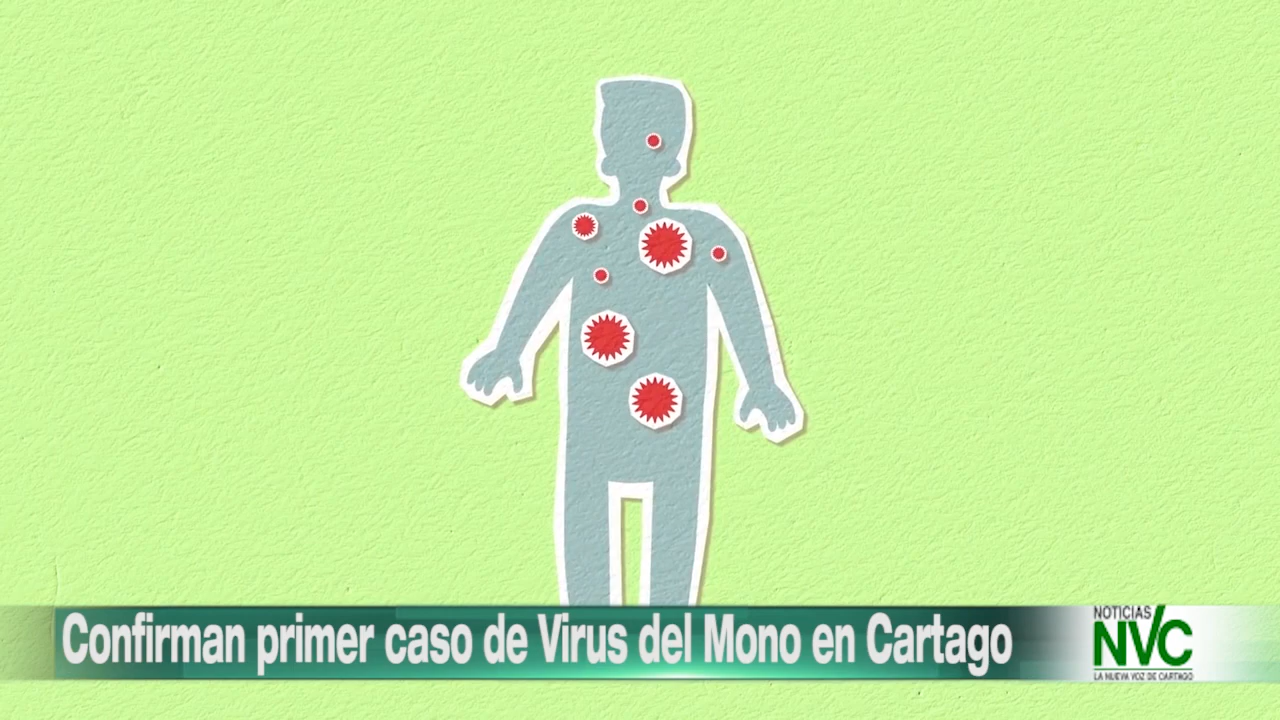 Confirman primer caso de Virus del Mono en Cartago
NOTICIAS
NVC
LA NUEVA VOZ DE CARTAGO